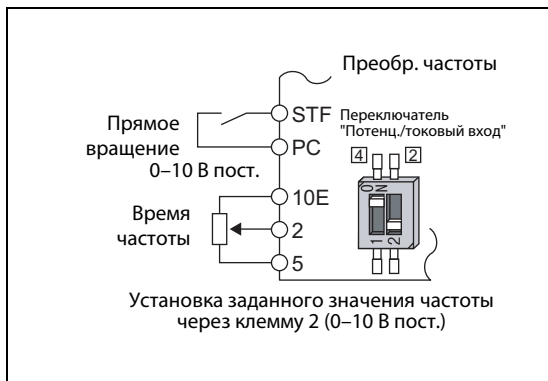 Преобр. частоты
STF
Переключатель
"Потенц./токовый вход"
Прямое
вращение
PC
0–10 В пост.
4 2
10E
ON
Время
частоты
2
1 2
5
Установка заданного значения частоты
через клемму 2 (0–10 В пост.)